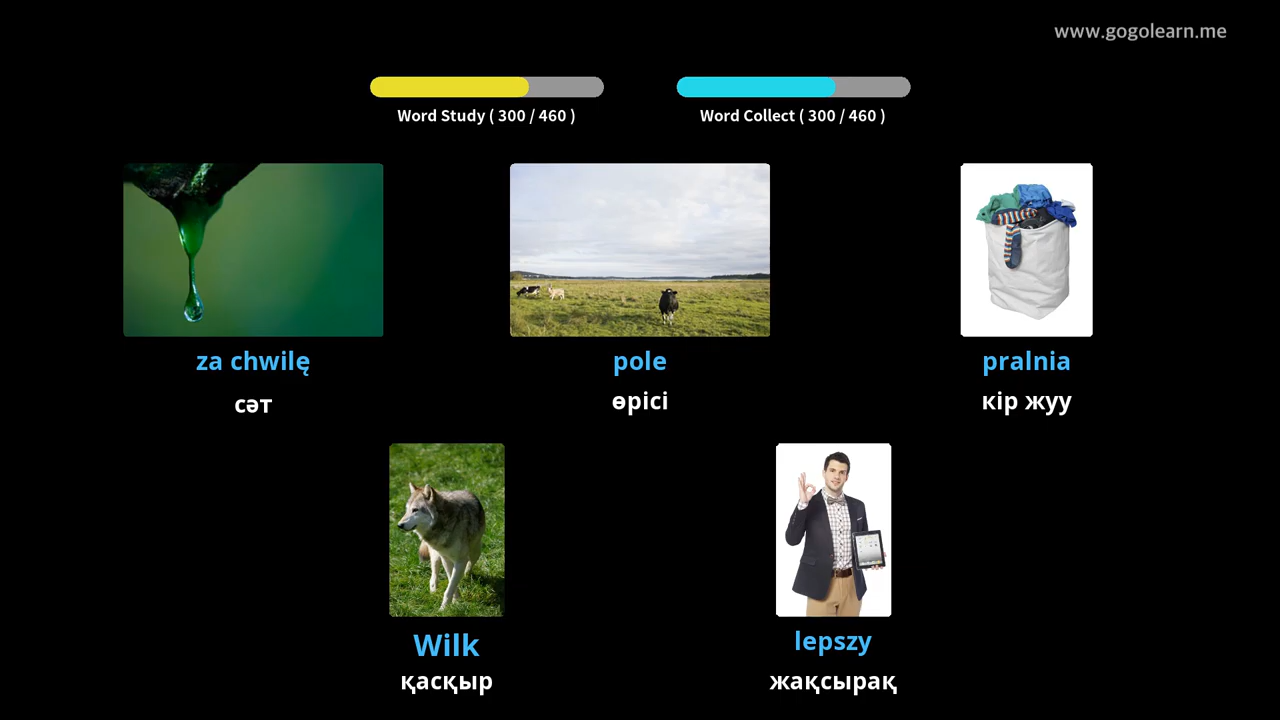 www.gogolearn.me
Word Study ( 300 / 460 )
Word Collect ( 300 / 460 )
za chwilę
сәт
pole
өрісі
pralnia
кір жуу
Wilk
қасқыр
lepszy
жақсырақ